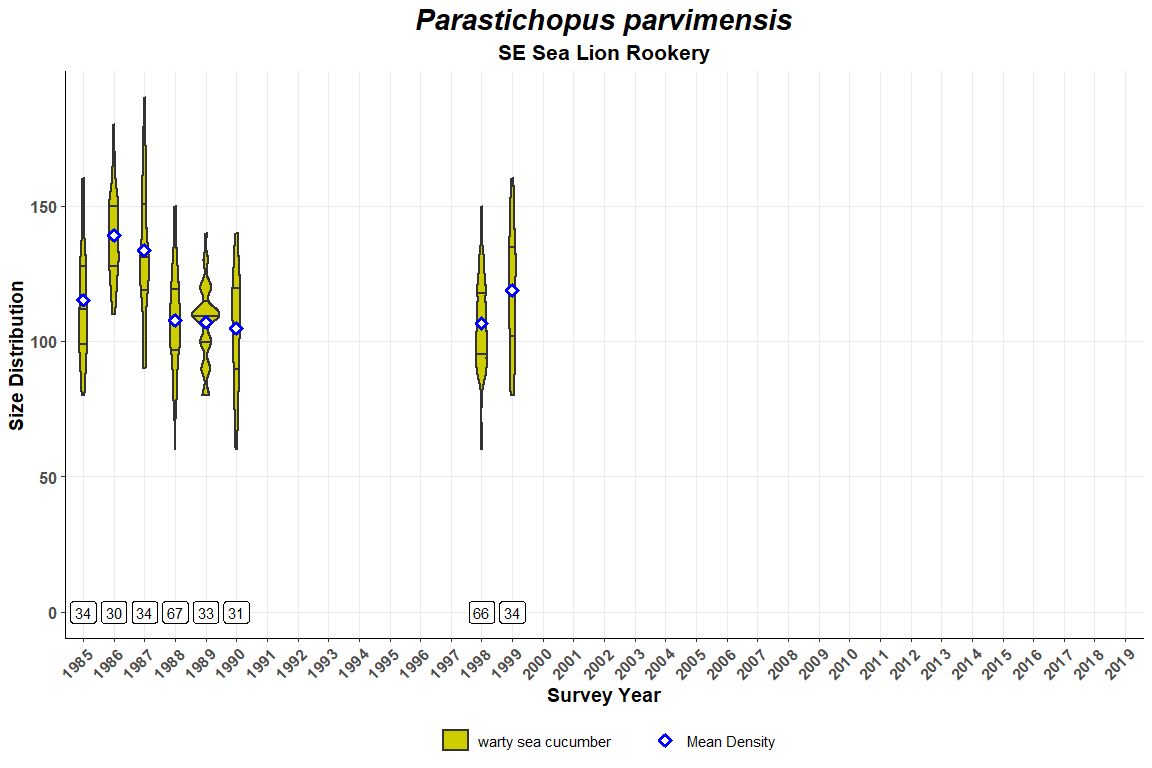 Parastichopus parvimensis
SE Sea Lion Rookery
Size Distribution
150
100
50
0
34 30 34 67 33 31 66 34
1985 1986 1987 1988 1989 1990 1991 1992 1993 1994 1995 1996 1997 1998 1999 2000 2001 2002 2003 2004 2005 2006 2007 2008 2009 2010 2011 2012 2013 2014 2015 2016 2017 2018 2019
Survey Year
warty sea cucumber Mean Density